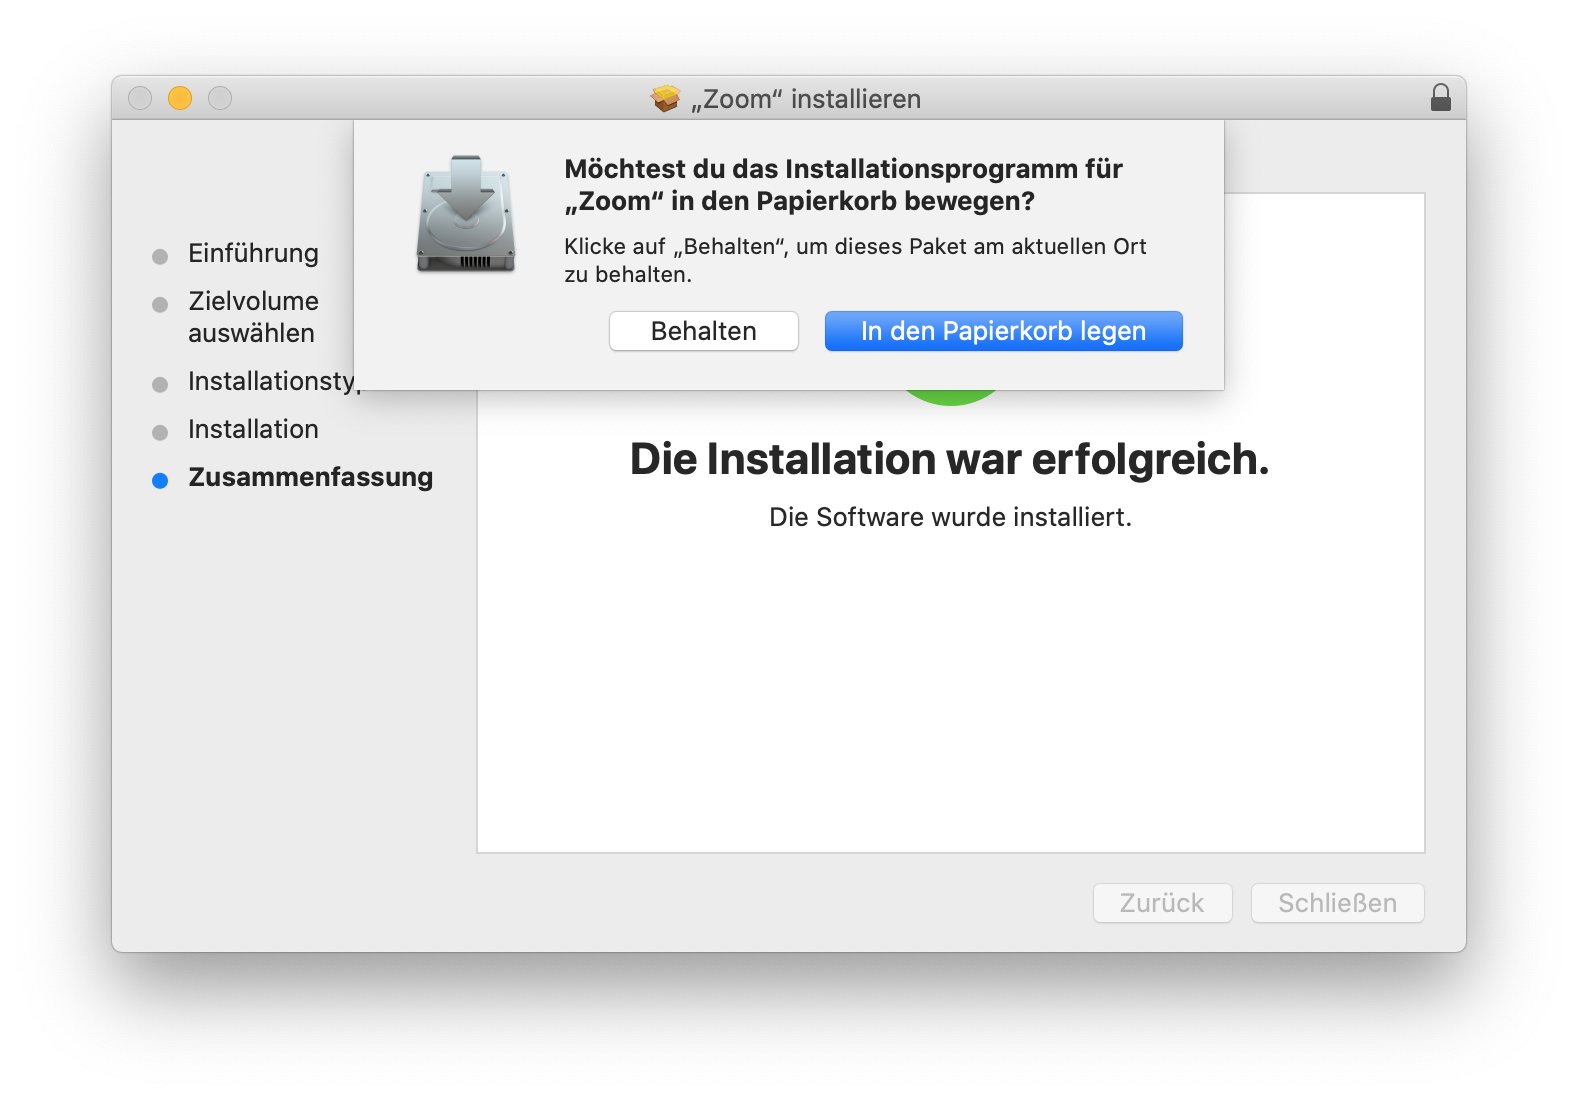 „Zoom“ installieren
Möchtest du das Installationsprogramm für
„Zoom“ in den Papierkorb bewegen?
Klicke auf „Behalten“, um dieses Paket am aktuellen Ort
zu behalten.
Behalten
In den Papierkorb legen
Einführung
Zielvolume
auswählen
Installation
Zusammenfassung
Die Installation war erfolgreich.
Die Software wurde installiert.
Zurück
Schließen